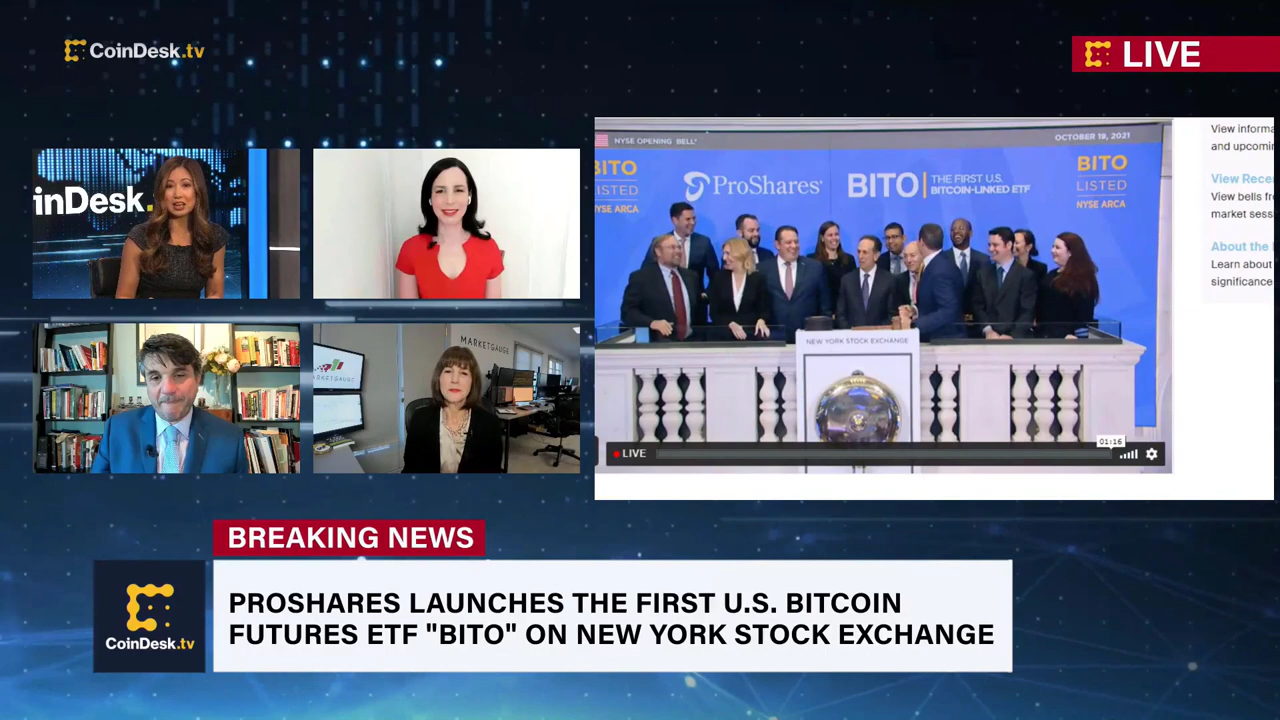 CoinDesk.tv
LIVE
inDesk.
MARKETGAUGE
ARKETGAUGE
NYSE OPENING BELL*
OCTOBER 19, 2021
BITO
LISTED
NYSE ARCA
ProShares®
BITO | THE FIRST U.S.
BITCOIN-LINKED ETF
BITO
LISTED
NYSE ARCA
NEW YORK STOCK EXCHANGE
LIVE
01:16
View informa
and upcomin
View Rece
View bells fr
market sess
About the
Learn about
significance
BREAKING NEWS
PROSHARES LAUNCHES THE FIRST U.S. BITCOIN
FUTURES ETF "BITO" ON NEW YORK STOCK EXCHANGE
CoinDesk.tv